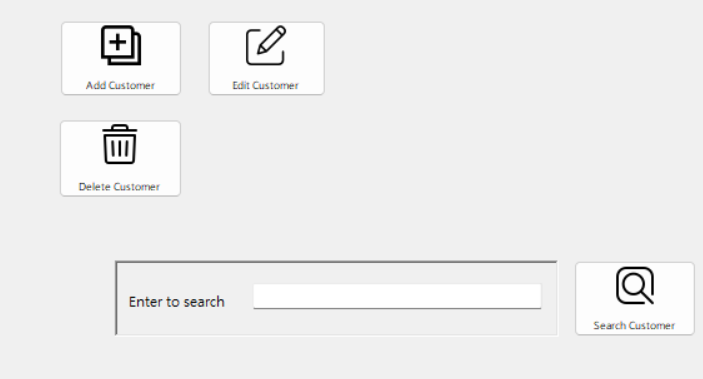 Add Customer
Edit Customer
Delete Customer
Enter to search
Search Customer